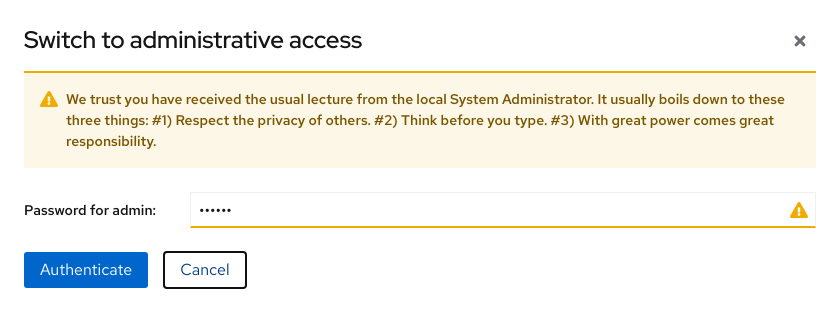 Switch to administrative access
We trust you have received the usual lecture from the local System Administrator. It usually boils down to these
three things: #1) Respect the privacy of others. #2) Think before you type. #3) With great power comes great
responsibility.
Password for admin:
••••••
Authenticate
Cancel